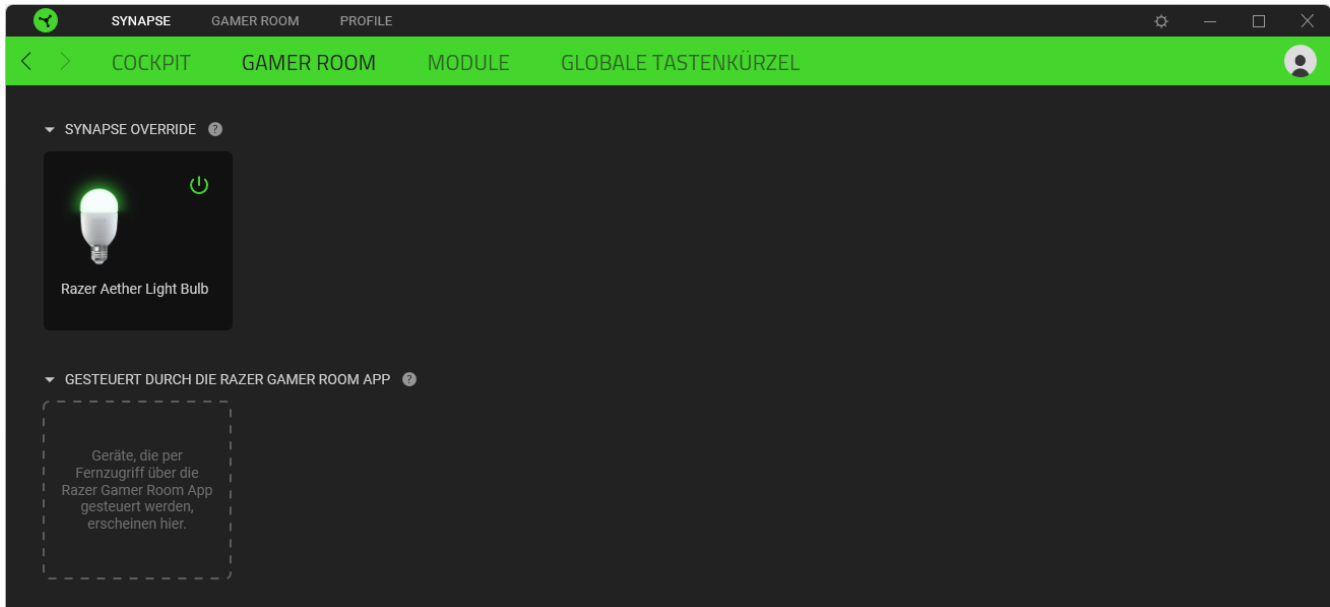 SYNAPSE GAMER ROOM PROFILE
COCKPIT GAMER ROOM MODULE GLOBALE TASTENKÜRZEL
SYNAPSE OVERRIDE ?
Razer Aether Light Bulb
GESTEUERT DURCH DIE RAZER GAMER ROOM APP ?
Geräte, die per
Fernzugriff über die
Razer Gamer Room App
gesteuert werden,
erscheinen hier.